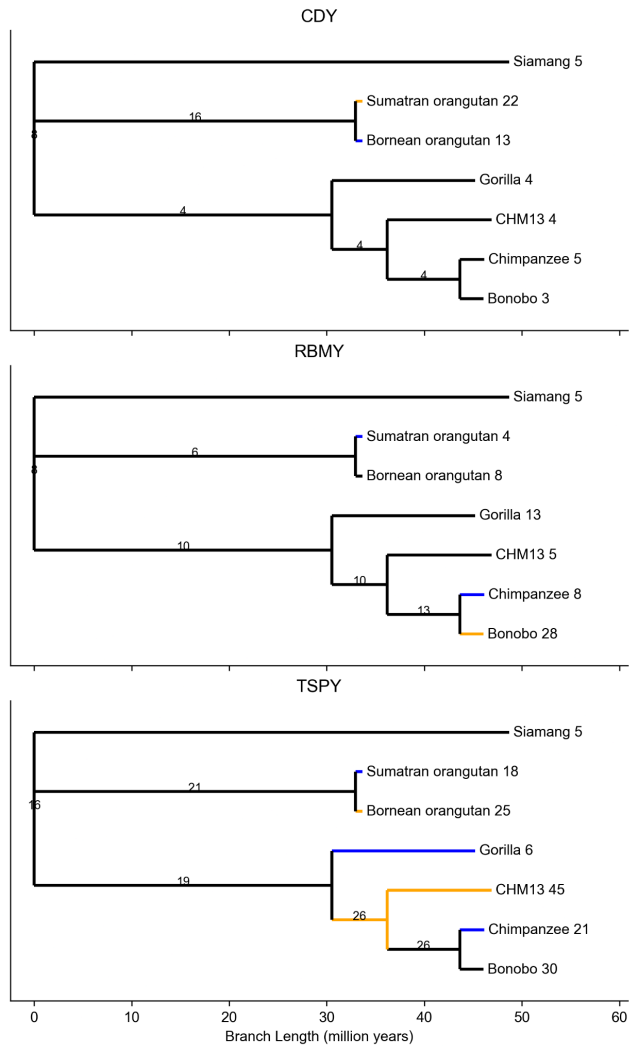 CDY
Siamang 5
Sumatran orangutan 22
16
8
Bornean orangutan 13
Gorilla 4
4
CHM13 4
4
Chimpanzee 5
4
Bonobo 3
RBMY
Siamang 5
Sumatran orangutan 4
6
8
Bornean orangutan 8
Gorilla 13
10
CHM13 5
10
Chimpanzee 8
13
Bonobo 28
TSPY
Siamang 5
Sumatran orangutan 18
21
16
Bornean orangutan 25
Gorilla 6
19
CHM13 45
26
Chimpanzee 21
26
Bonobo 30
0 10 20 30 40 50 60
Branch Length (million years)